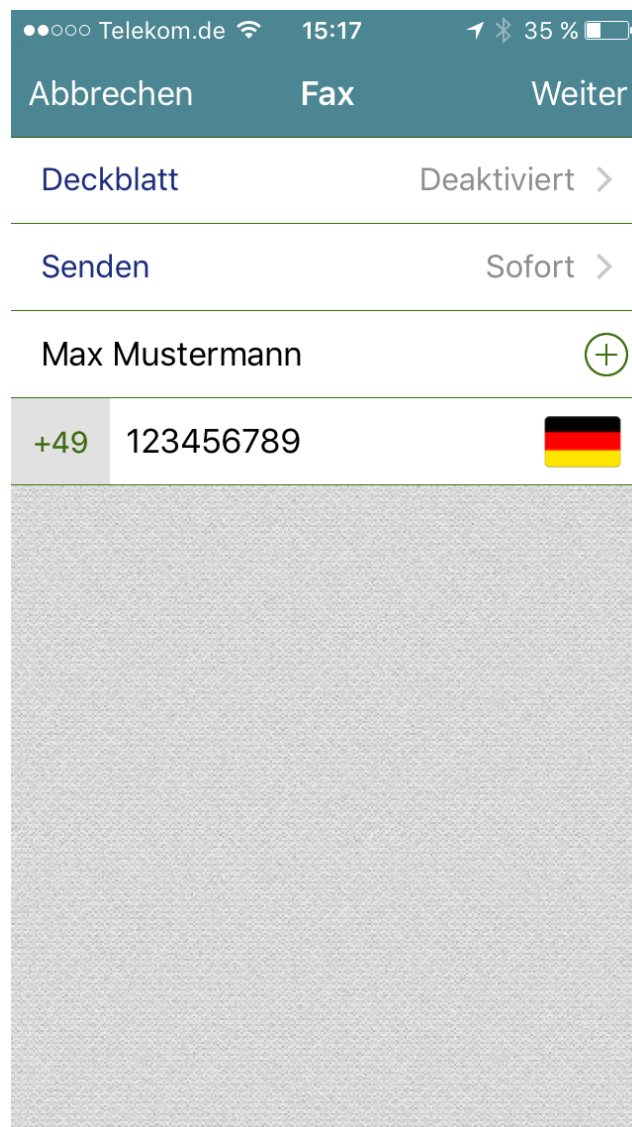 Telekom.de 15:17 35 %
Abbrechen Fax Weiter
Deckblatt Deaktiviert
Senden Sofort
Max Mustermann
+49 123456789